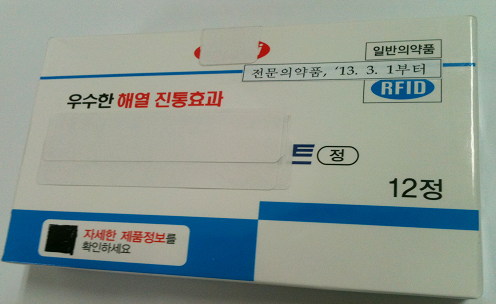 일반의약품
전문의약품, '13. 3. 1부터
RFID
우수한 해열 진통효과
트 정
12정
자세한 제품정보를
확인하세요